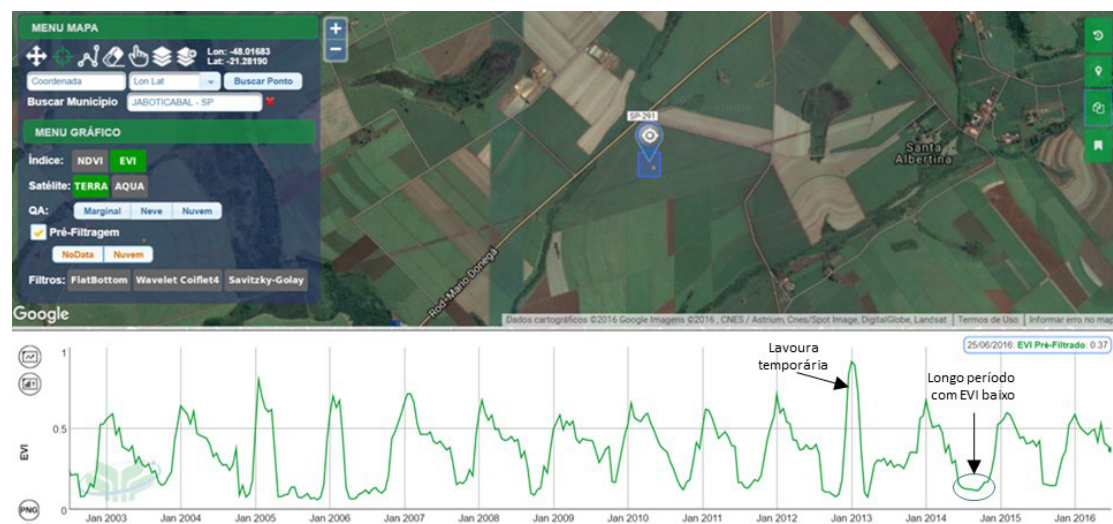 MENU MAPA
Lon: -48.01683
Lat: -21.28190
Coordenada
Lon Lat
Buscar Ponto
Buscar Município
JABOTICABAL - SP
MENU GRÁFICO
Índice:
NDVI
EVI
Satélite:
TERRA
AQUA
QA:
Marginal
Neve
Nuvem
Pré-Filtragem
NoData
Nuvem
Filtros:
FlatBottom
Wavelet Coiflet4
Savitzky-Golay
+
−
SP-291
Santa
Albertina
Rod-Mario Donegá
Google
Dados cartográficos ©2016 Google Imagens ©2016 , CNES / Astrium, Cnes/Spot Image, DigitalGlobe, Landsat
Termos de Uso
Informar erro no map
25/06/2016: EVI Pré-Filtrado: 0.37
Lavoura
temporária
Longo período
com EVI baixo
1
0.5
0
EVI
PNG
Jan 2003
Jan 2004
Jan 2005
Jan 2006
Jan 2007
Jan 2008
Jan 2009
Jan 2010
Jan 2011
Jan 2012
Jan 2013
Jan 2014
Jan 2015
Jan 2016